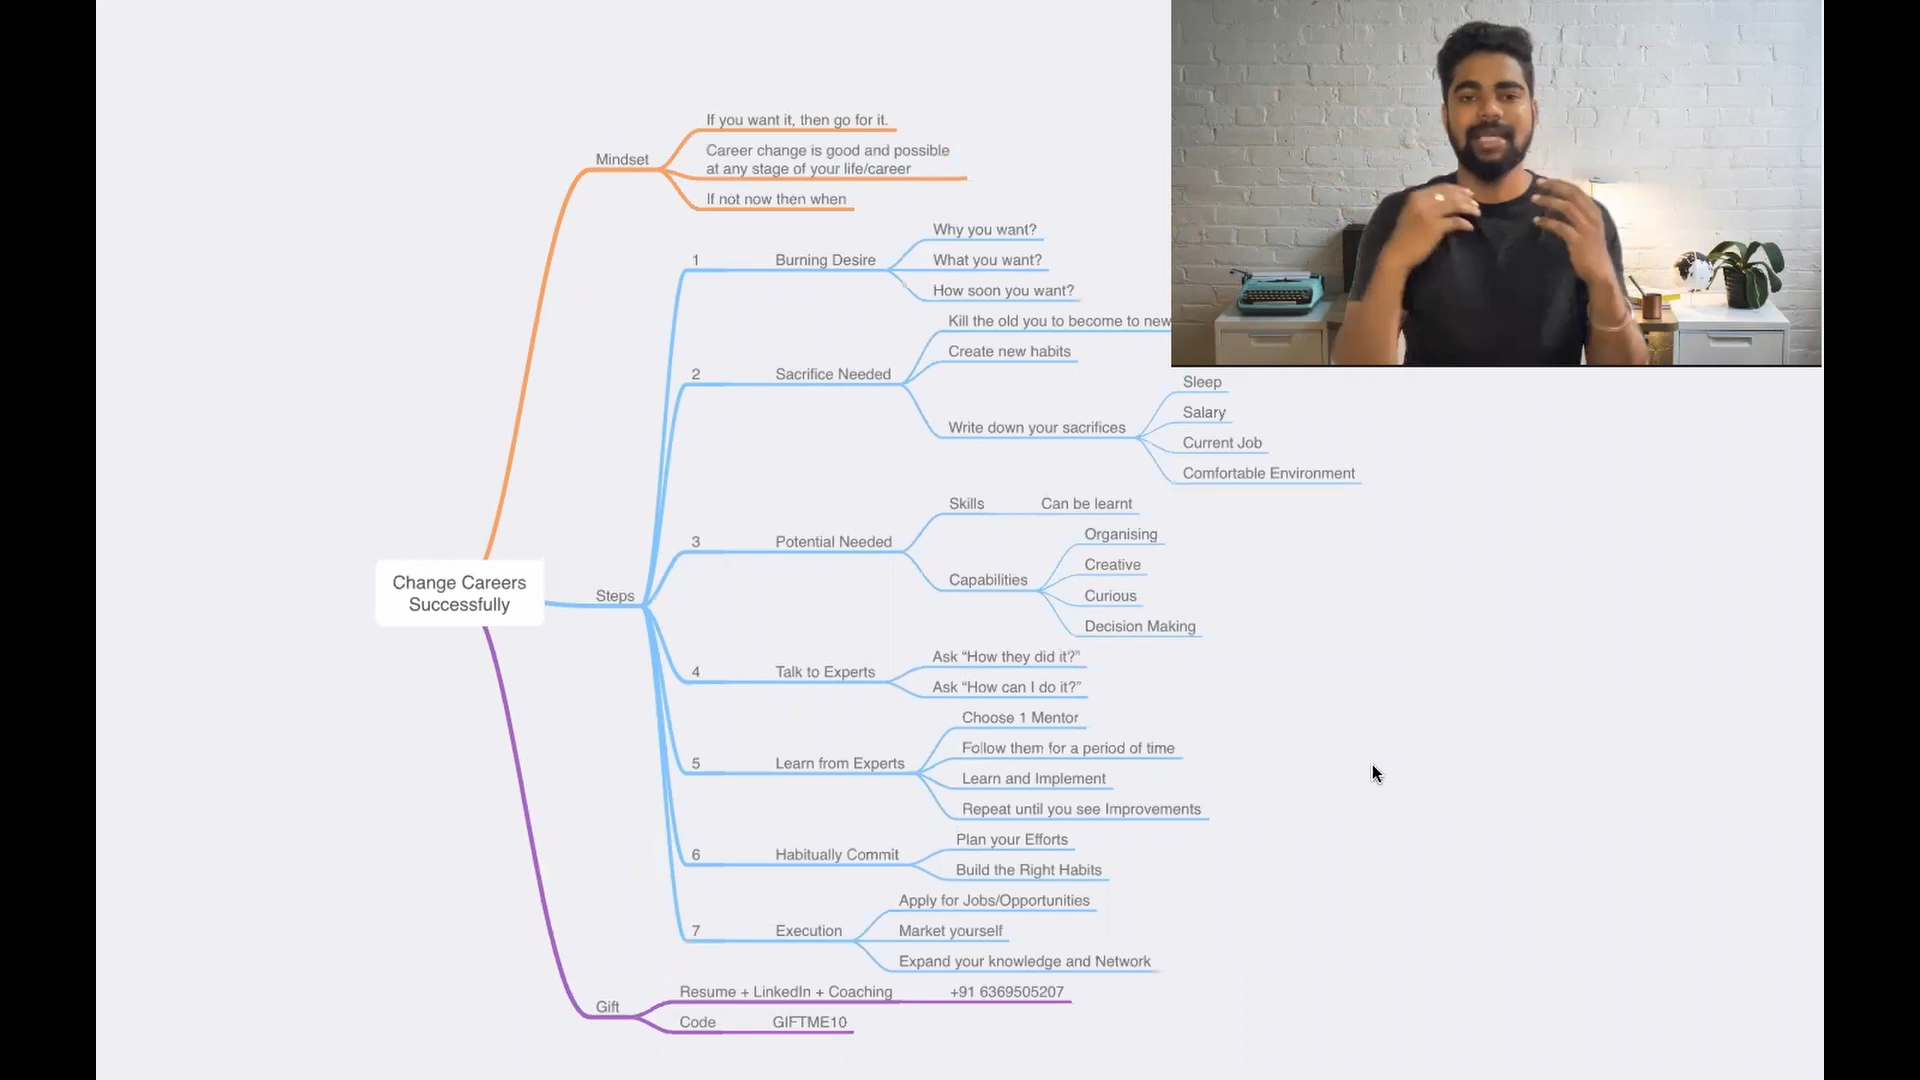 If you want it, then go for it.
Career change is good and possible
at any stage of your life/career
If not now then when
Mindset
Why you want?
What you want?
How soon you want?
1 Burning Desire
Kill the old you to become to new
Create new habits
2 Sacrifice Needed
Write down your sacrifices
Sleep
Salary
Current Job
Comfortable Environment
Skills Can be learnt
3 Potential Needed
Capabilities
Organising
Creative
Curious
Decision Making
Change Careers
Successfully
Steps
4 Talk to Experts
Ask “How they did it?”
Ask “How can I do it?”
5 Learn from Experts
Choose 1 Mentor
Follow them for a period of time
Learn and Implement
Repeat until you see Improvements
6 Habitually Commit
Plan your Efforts
Build the Right Habits
7 Execution
Apply for Jobs/Opportunities
Market yourself
Expand your knowledge and Network
Gift
Resume + LinkedIn + Coaching +91 6369505207
Code GIFTME10